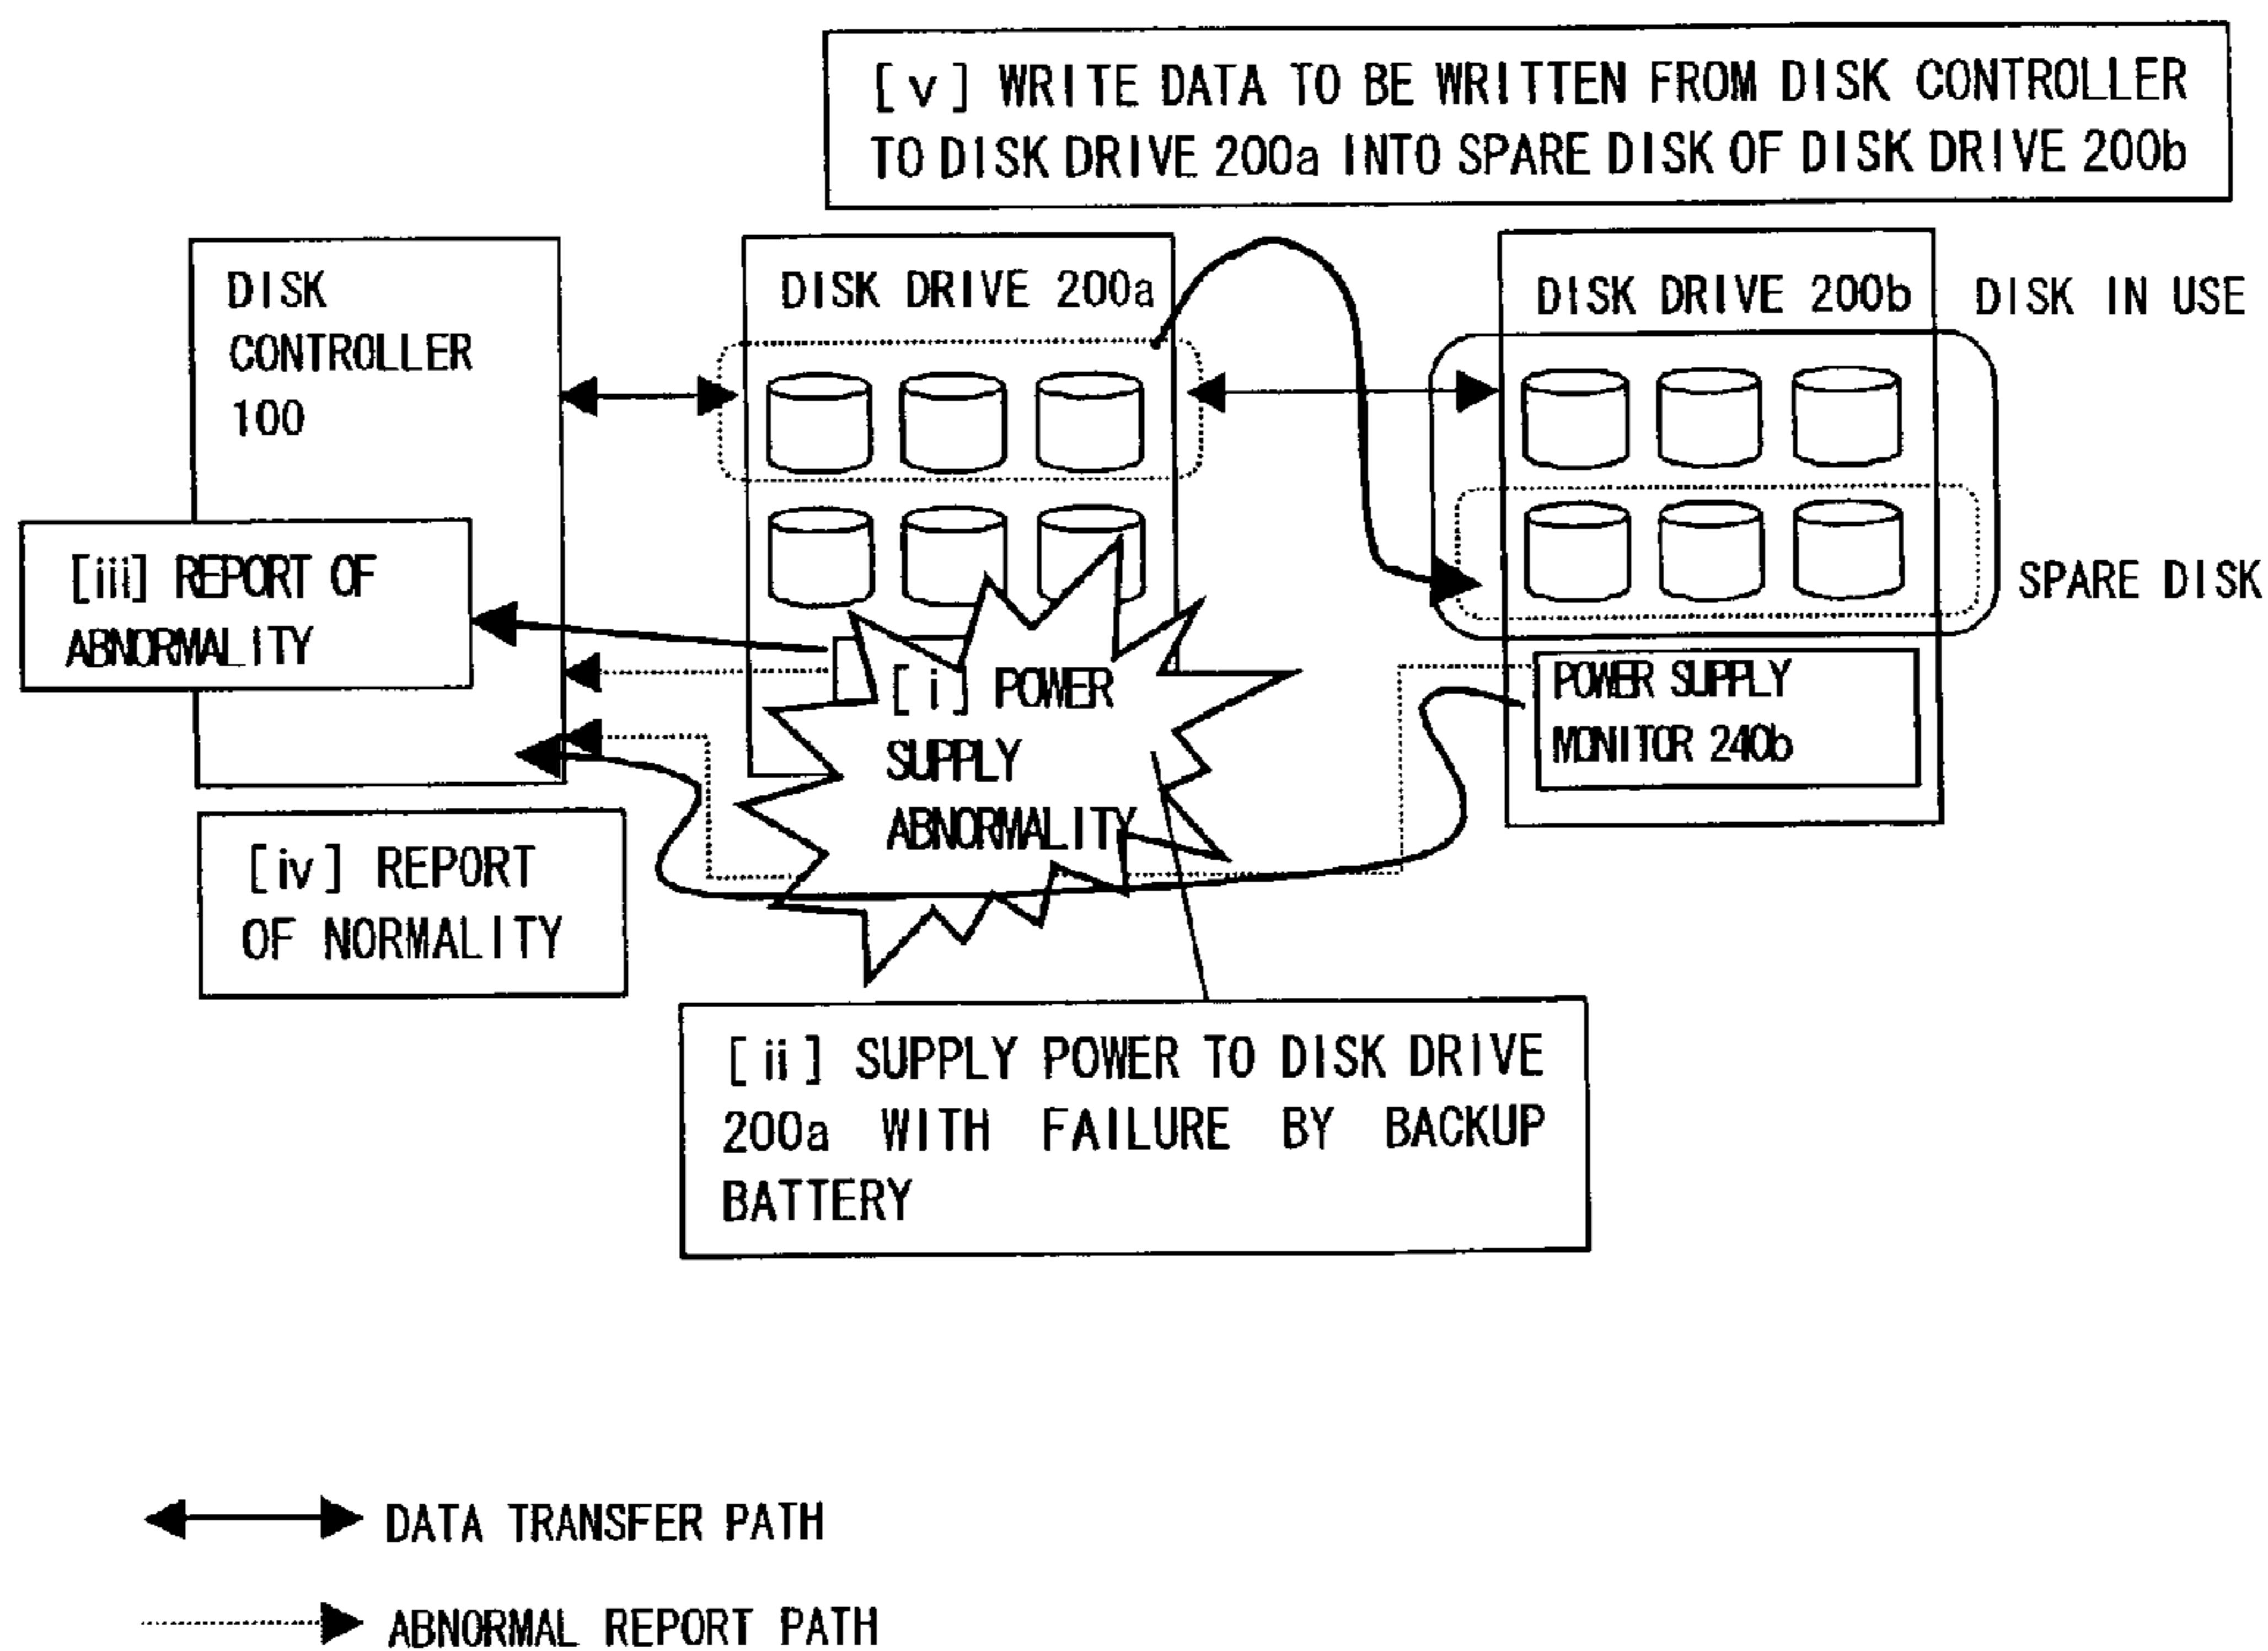 [v] WRITE DATA TO BE WRITTEN FROM DISK CONTROLLER
TO DISK DRIVE 200a INTO SPARE DISK OF DISK DRIVE 200b
DISK
CONTROLLER
100
DISK DRIVE 200a
DISK DRIVE 200b
DISK IN USE
[iii] REPORT OF
ABNORMALITY
SPARE DISK
[i] POWER
SUPPLY
ABNORMALITY
POWER SUPPLY
MONITOR 240b
[iv] REPORT
OF NORMALITY
[ii] SUPPLY POWER TO DISK DRIVE
200a WITH FAILURE BY BACKUP
BATTERY
DATA TRANSFER PATH
ABNORMAL REPORT PATH